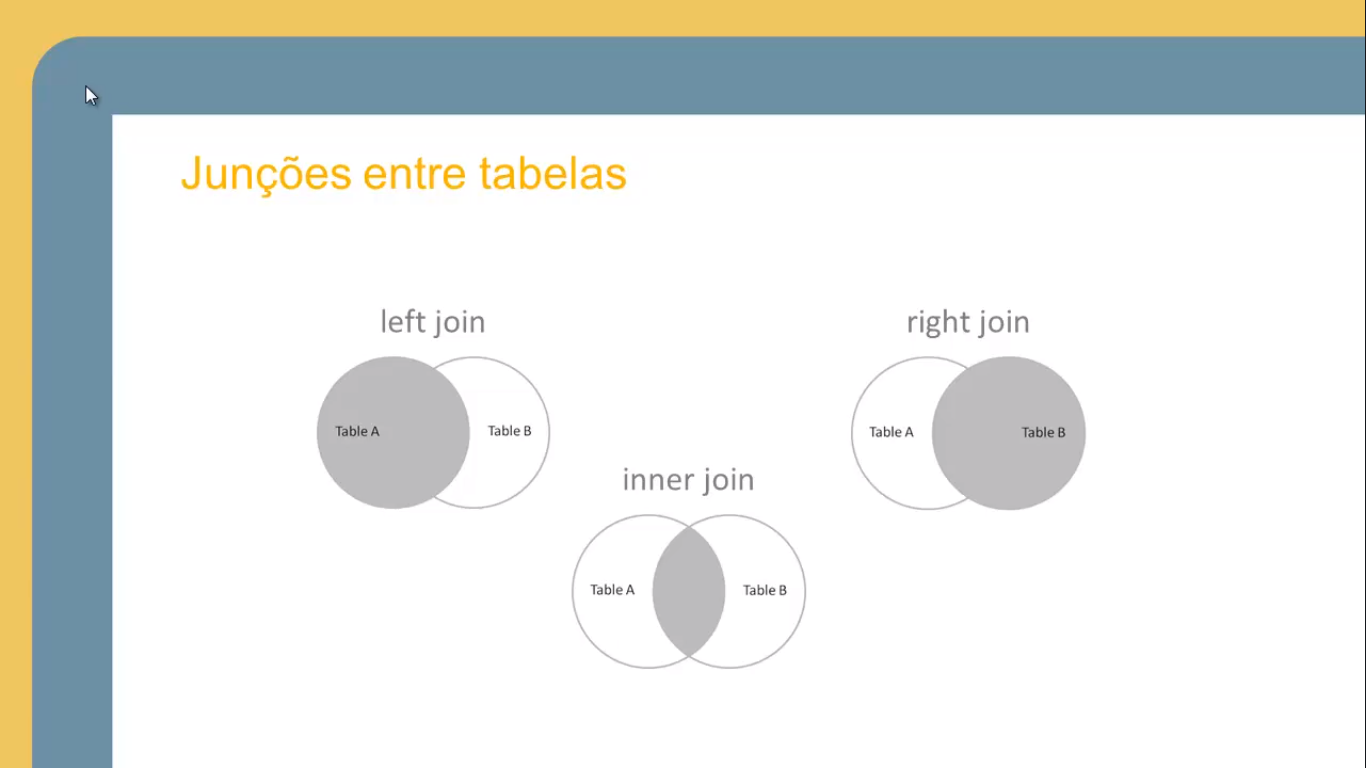 Junções entre tabelas
left join
Table A
Table B
right join
Table A
Table B
inner join
Table A
Table B